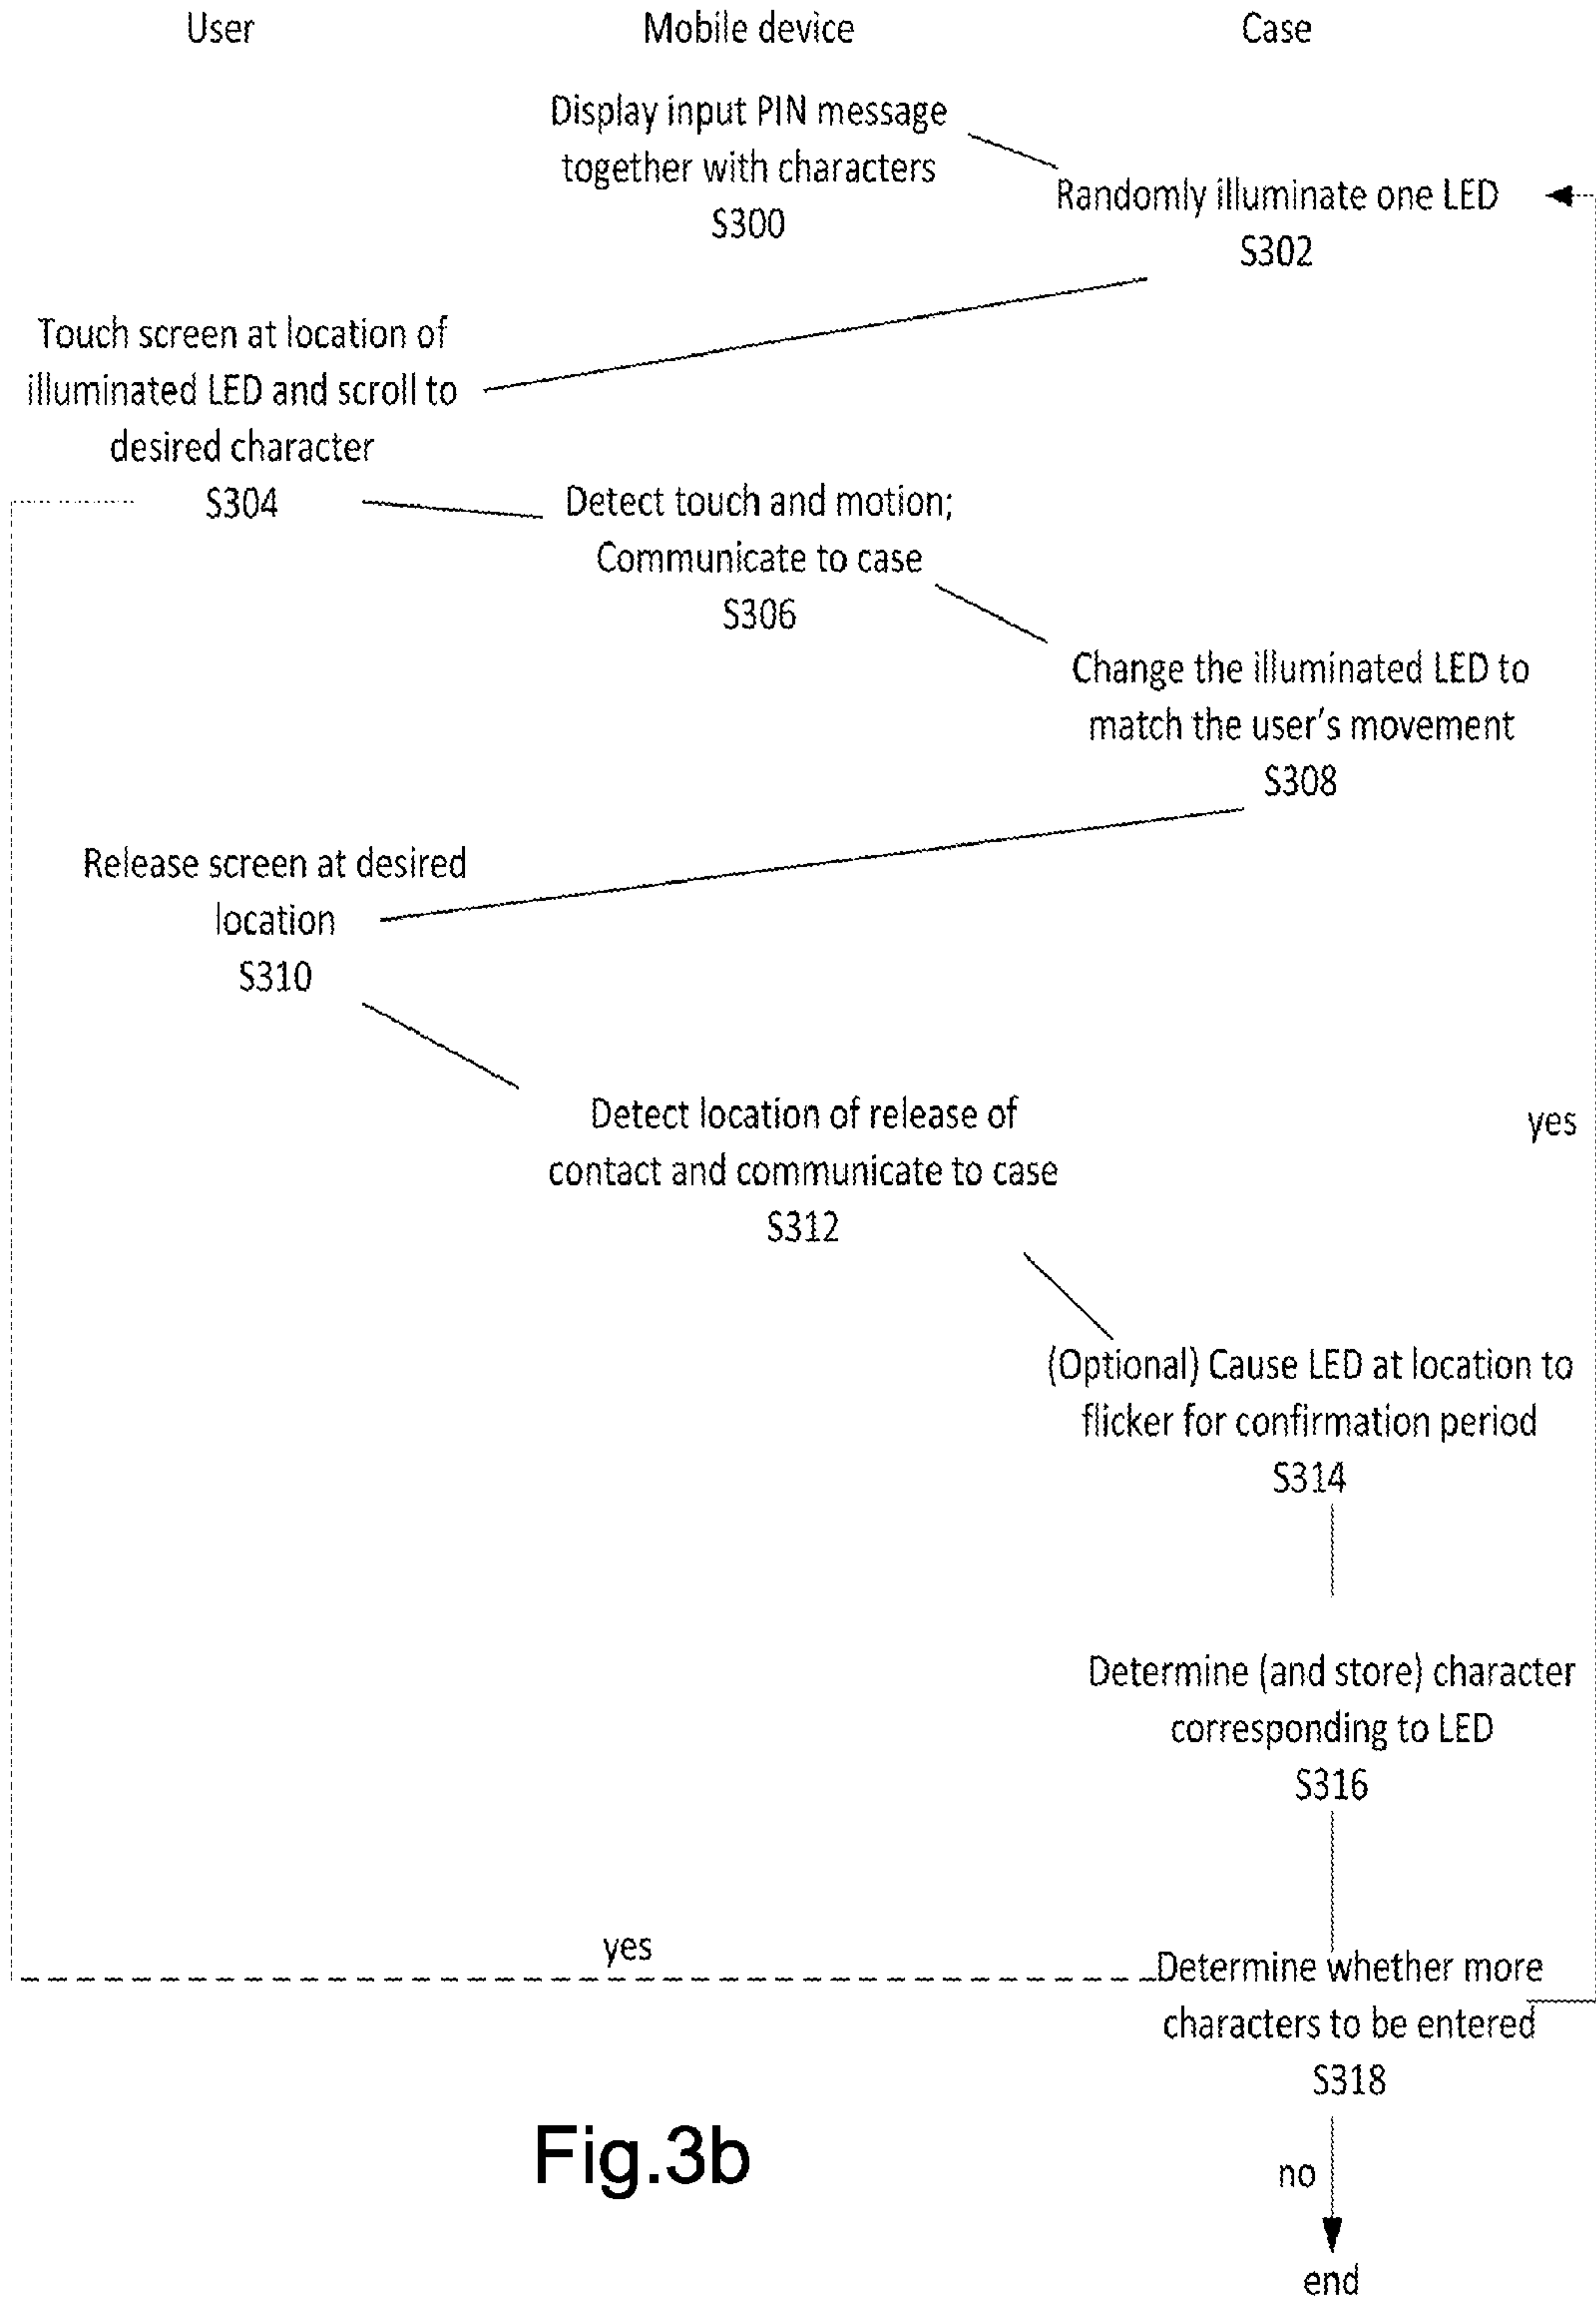 User
Mobile device
Case
Display input PIN message
together with characters
S300
Randomly illuminate one LED
S302
Touch screen at location of
illuminated LED and scroll to
desired character
S304
Detect touch and motion;
Communicate to case
S306
Change the illuminated LED to
match the user's movement
S308
Release screen at desired
location
S310
Detect location of release of
contact and communicate to case
S312
yes
(Optional) Cause LED at location to
flicker for confirmation period
S314
Determine (and store) character
corresponding to LED
S316
yes
Determine whether more
characters to be entered
S318
no
end
Fig.3b